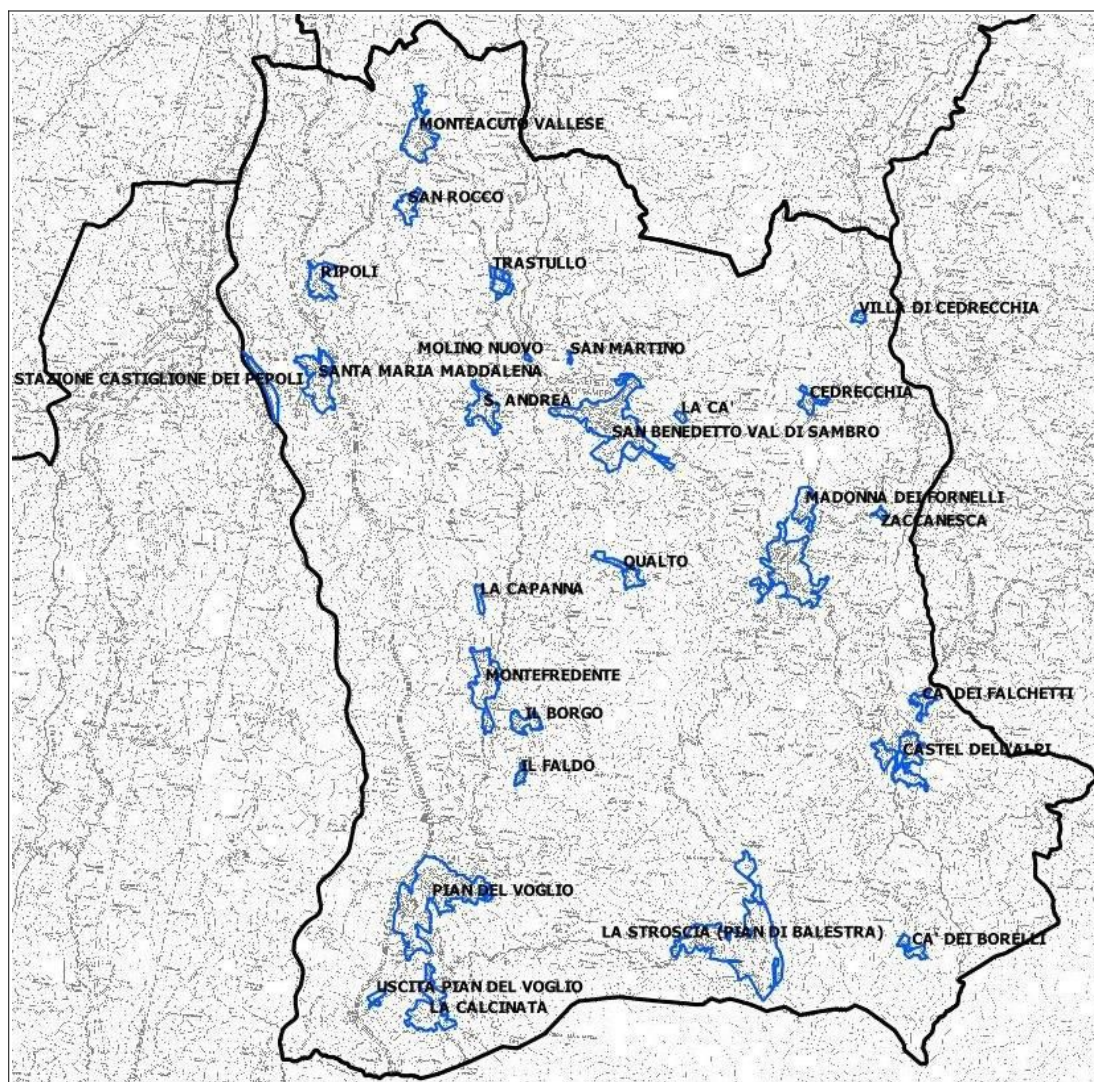 MONTEACUTO VALLESE
SAN ROCCO
TRASTULLO
RIPOLI
VILLA DI CEDRECCHIA
MOLINO NUOVO
SAN MARTINO
SANTA MARIA MADDALENA
STAZIONE CASTIGLIONE DEI PEPOLI
CEDRECCHIA
S. ANDREA
LA CA'
SAN BENEDETTO VAL DI SAMBRO
MADONNA DEI FORNELLI
ZACCANESCA
QUALTO
LA CAPANNA
MONTEFREDENTE
CA' DEI FALCHETTI
IL BORGO
CASTEL DELL'ALPI
IL FALDO
PIAN DEL VOGLIO
LA STROSCIA (PIAN DI BALESTRA)
CA' DEI BORELLI
USCITA PIAN DEL VOGLIO
LA CALCINATA